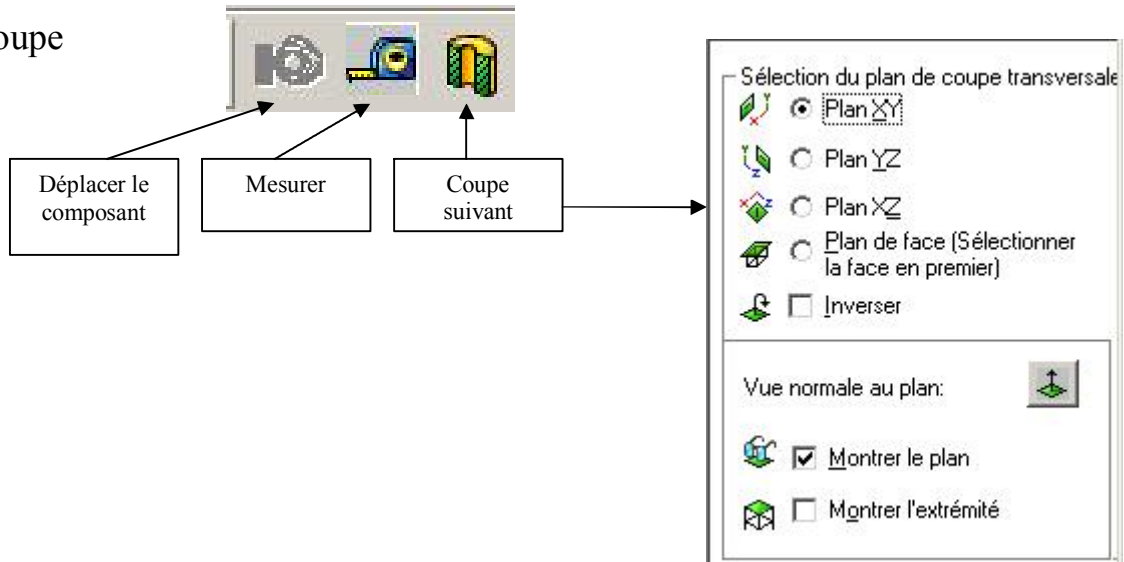 oupe
Déplacer le
composant
Mesurer
Coupe
suivant
Sélection du plan de coupe transversale
Plan XY
Plan YZ
Plan XZ
Plan de face (Sélectionner
la face en premier)
Inverser
Vue normale au plan:
Montrer le plan
Montrer l'extrémité